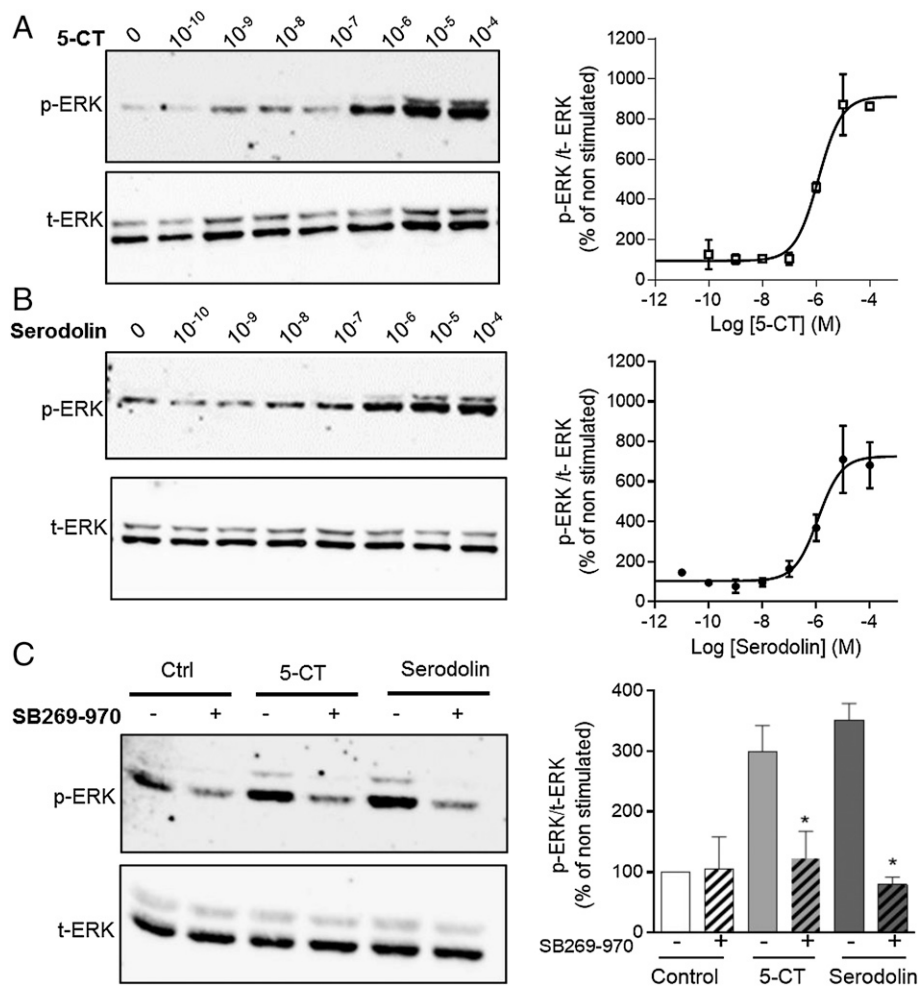 A
5-CT 0 10-10 10-9 10-8 10-7 10-6 10-5 10-4
p-ERK
t-ERK
1200
1000
800
600
400
200
0
p-ERK /t- ERK
(% of non stimulated)
-12 -10 -8 -6 -4
Log [5-CT] (M)
B
Serodolin 0 10-10 10-9 10-8 10-7 10-6 10-5 10-4
p-ERK
t-ERK
1200
1000
800
600
400
200
0
p-ERK /t- ERK
(% of non stimulated)
-12 -10 -8 -6 -4
Log [Serodolin] (M)
C
Ctrl 5-CT Serodolin
SB269-970 - + - + - +
p-ERK
t-ERK
400
300
200
100
0
p-ERK/t-ERK
(% of non stimulated)
* *
SB269-970 - + - + - +
Control 5-CT Serodolin